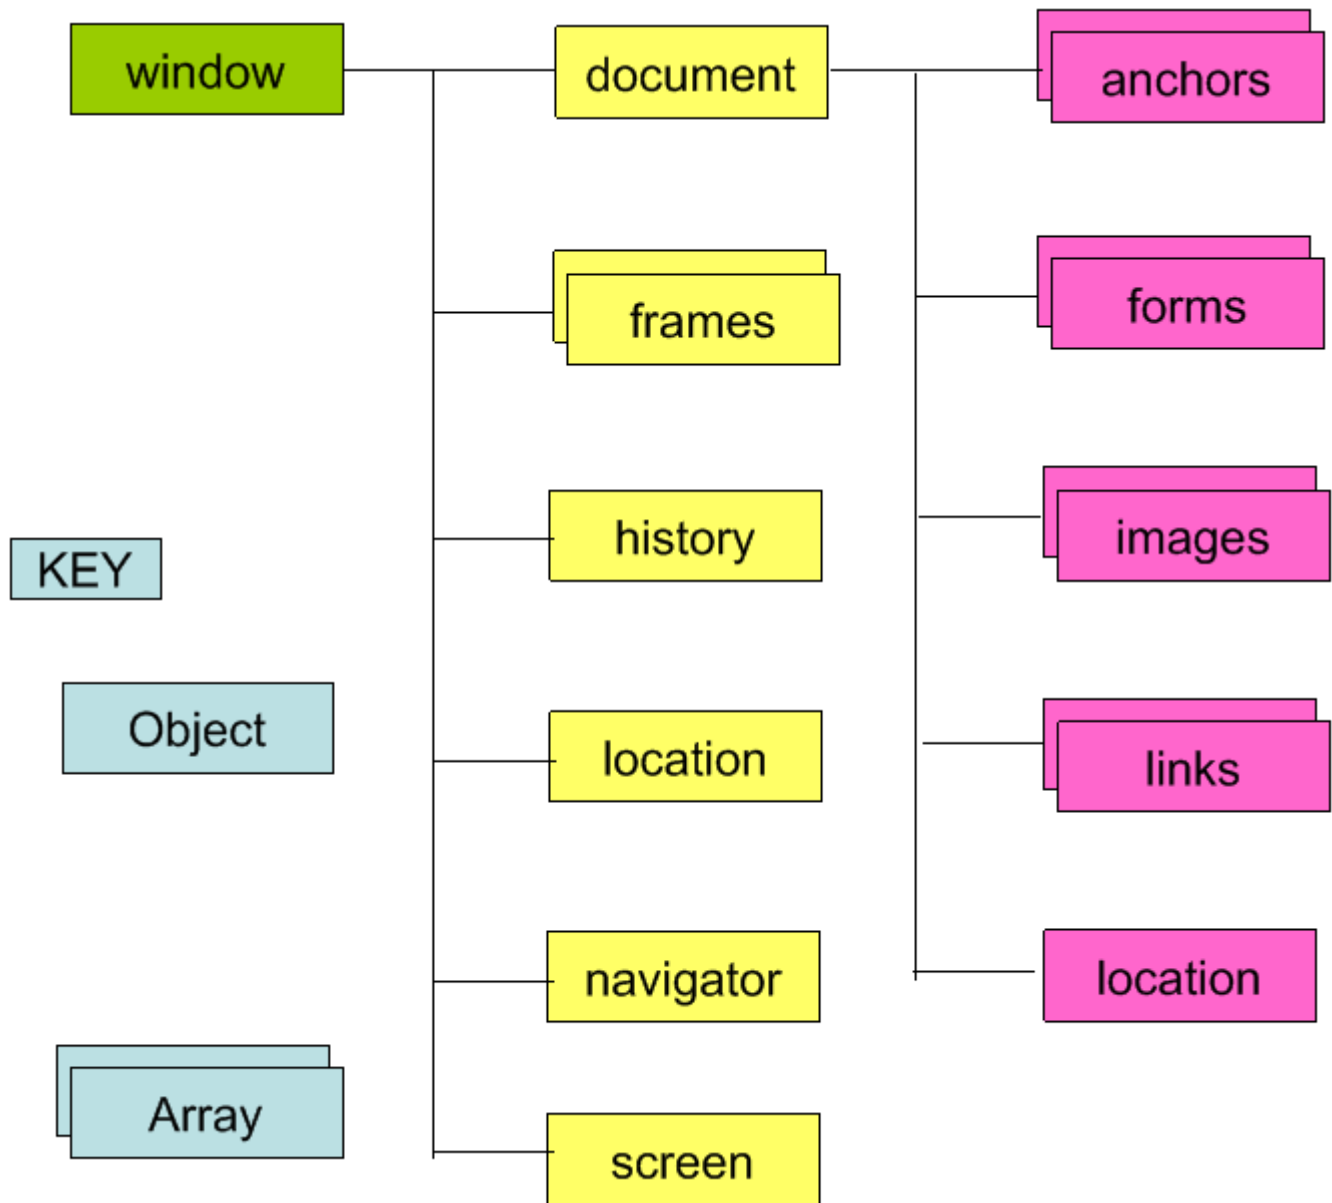 window
document
anchors
frames
forms
history
images
KEY
Object
location
links
navigator
location
Array
screen